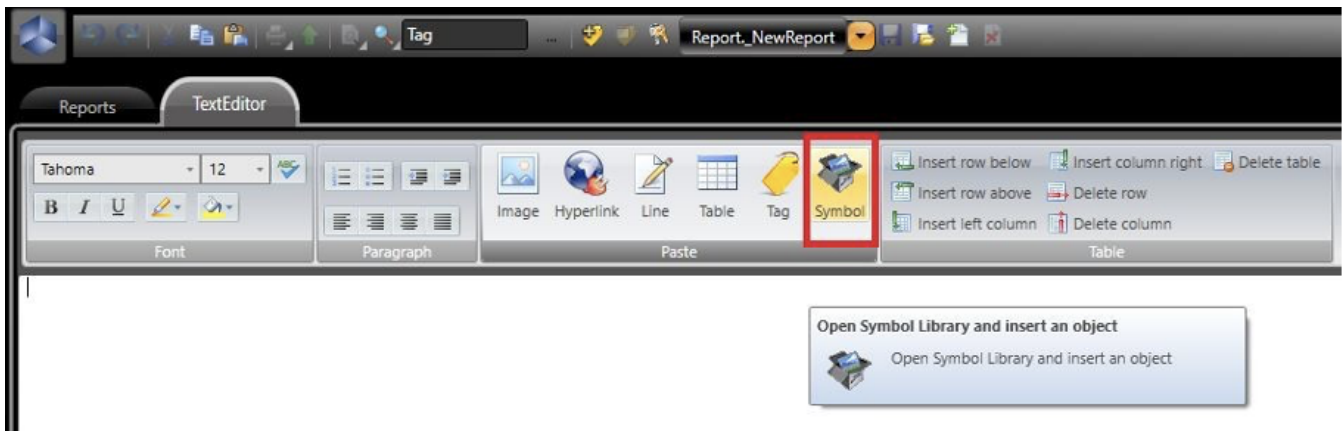 Tag ... Report._NewReport
Reports TextEditor
Tahoma 12 ABC
B I U
Font
Paragraph
Image Hyperlink Line Table Tag Symbol
Paste
Insert row below Insert column right Delete table
Insert row above Delete row
Insert left column Delete column
Table
Open Symbol Library and insert an object
Open Symbol Library and insert an object